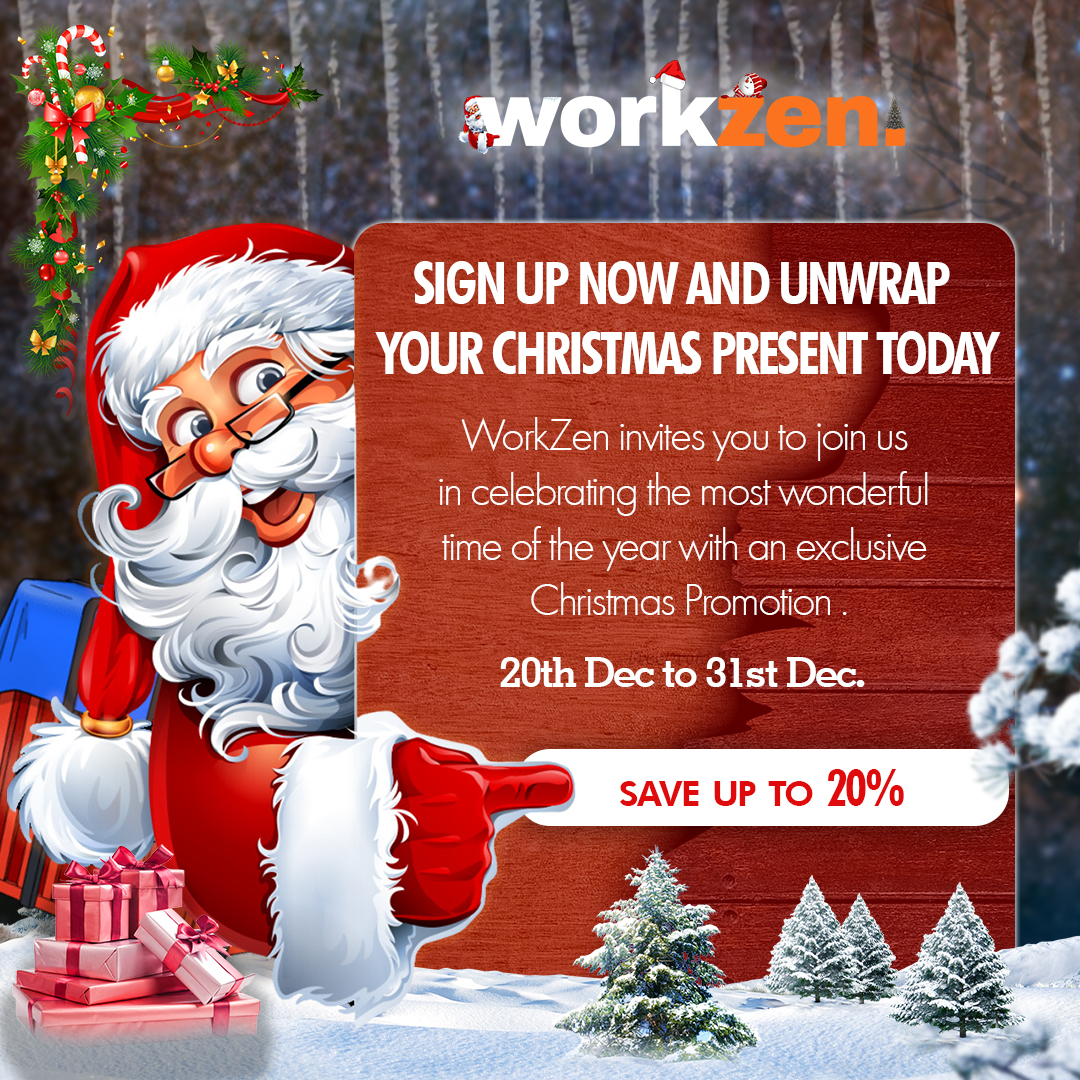 workzen.
SIGN UP NOW AND UNWRAP
YOUR CHRISTMAS PRESENT TODAY
WorkZen invites you to join us
in celebrating the most wonderful
time of the year with an exclusive
Christmas Promotion .
20th Dec to 31st Dec.
SAVE UP TO 20%